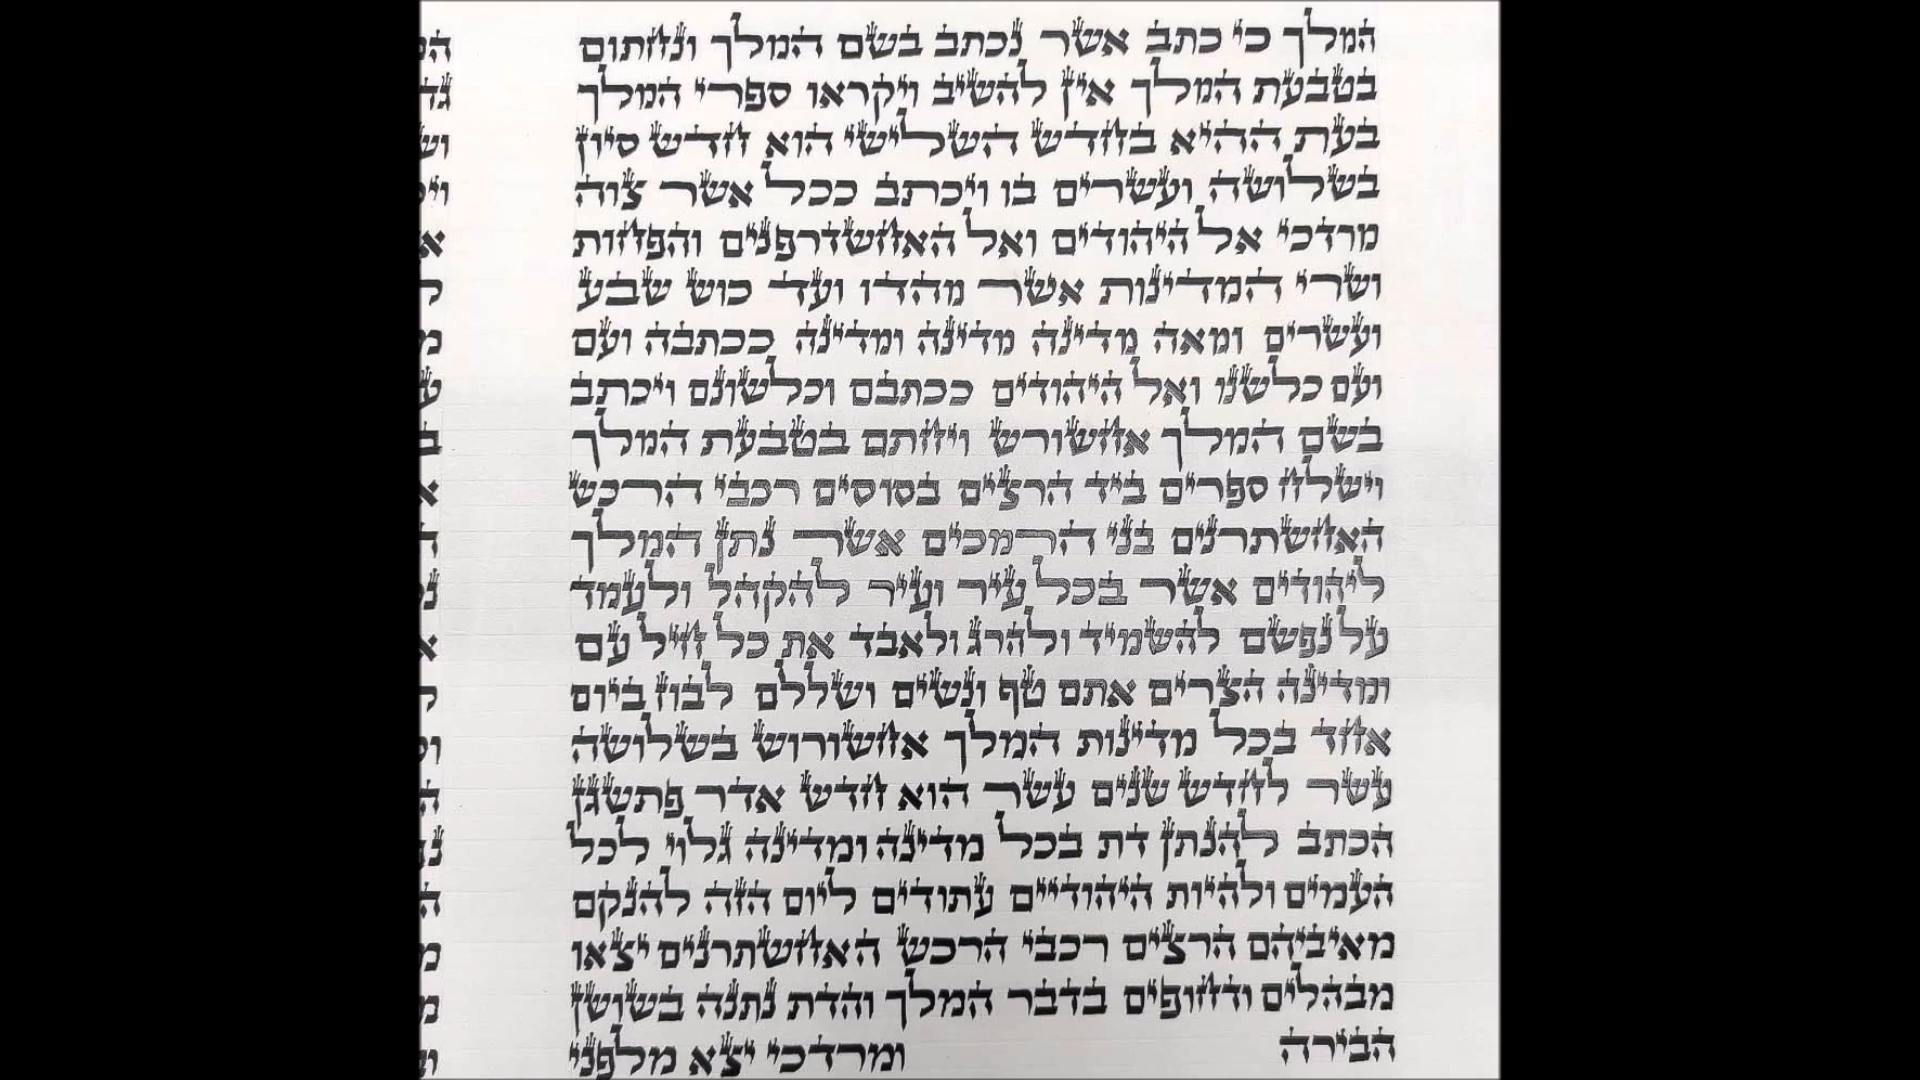 המלך כי כתב אשר נכתב בשם המלך ונחתום
בטבעת המלך אין להשיב ויקראו ספרי המלך
בעת ההיא בחדש השלישי הוא חדש סיון
בשלושה ועשרים בו ויכתב ככל אשר צוה
מרדכי אל היהודים ואל האחשדרפנים והפחות
ושרי המדינות אשר מהדו ועד כוש שבע
ועשרים ומאה מדינה מדינה ומדינה ככתבה ועם
ועם כלשנו ואל היהודים ככתבם וכלשונם ויכתב
בשם המלך אחשורש ויחתם בטבעת המלך
וישלח ספרים ביד הרצים בסוסים רכבי הרכש
האחשתרנים בני הרמכים אשר נתן המלך
ליהודים אשר בכל עיר ועיר להקהל ולעמד
על נפשם להשמיד ולהרג ולאבד את כל חיל עם
ומדינה הצרים אתם טף ונשים ושללם לבוז ביום
אחד בכל מדינות המלך אחשורוש בשלושה
עשר לחדש שנים עשר הוא חדש אדר פתשגן
הכתב להנתן דת בכל מדינה ומדינה גלוי לכל
העמים ולהיות היהודיים עתודים ליום הזה להנקם
מאיביהם הרצים רכבי הרכש האחשתרנים יצאו
מבהלים ודחופים בדבר המלך והדת נתנה בשושן
הבירה ומרדכי יצא מלפני